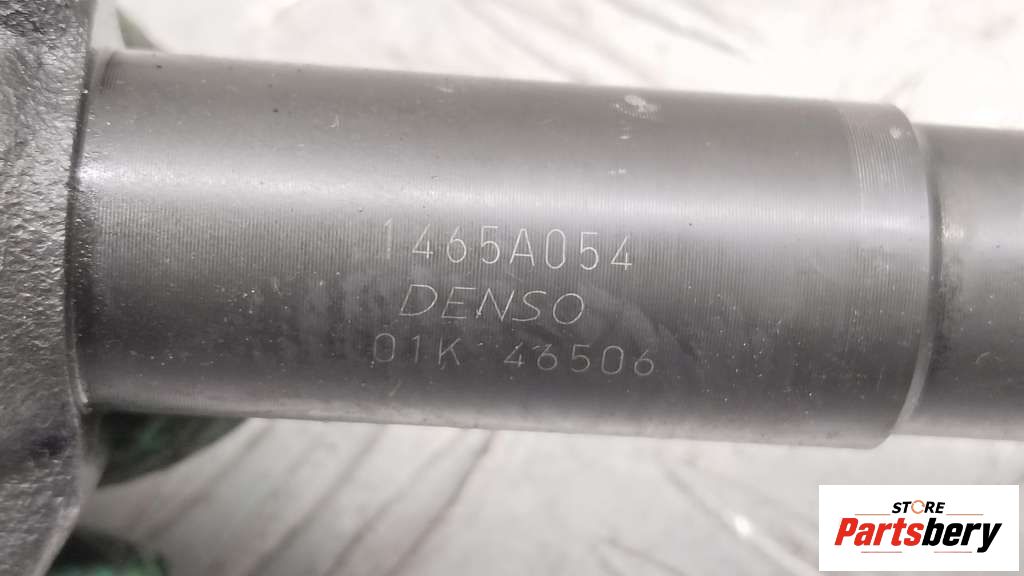 1465A054
DENSO
01K 46506
STORE
Partsbery